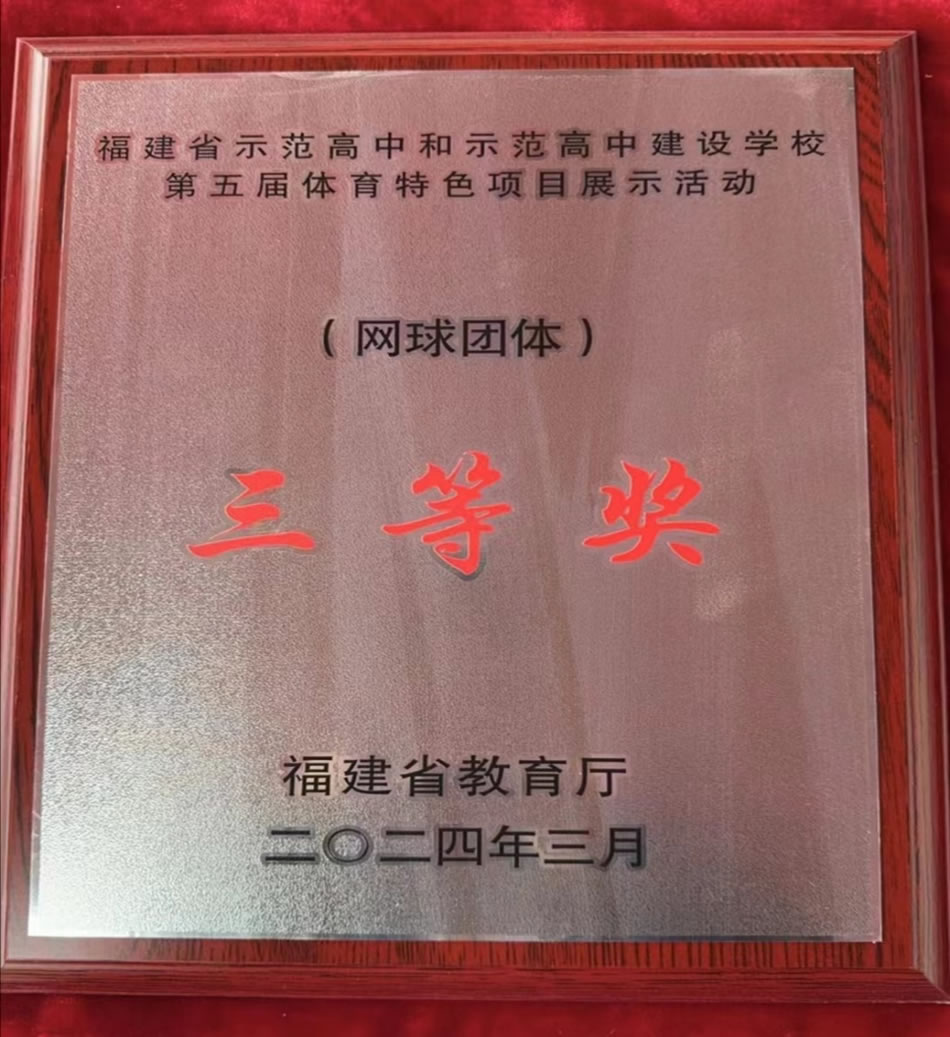 福建省示范高中和示范高中建设学校
第五届体育特色项目展示活动
（网球团体）
三等奖
福建省教育厅
二〇二四年三月